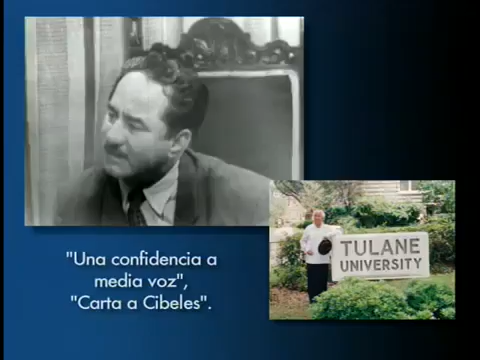 "Una confidencia a
media voz",
"Carta a Cibeles".
TULANE
UNIVERSITY